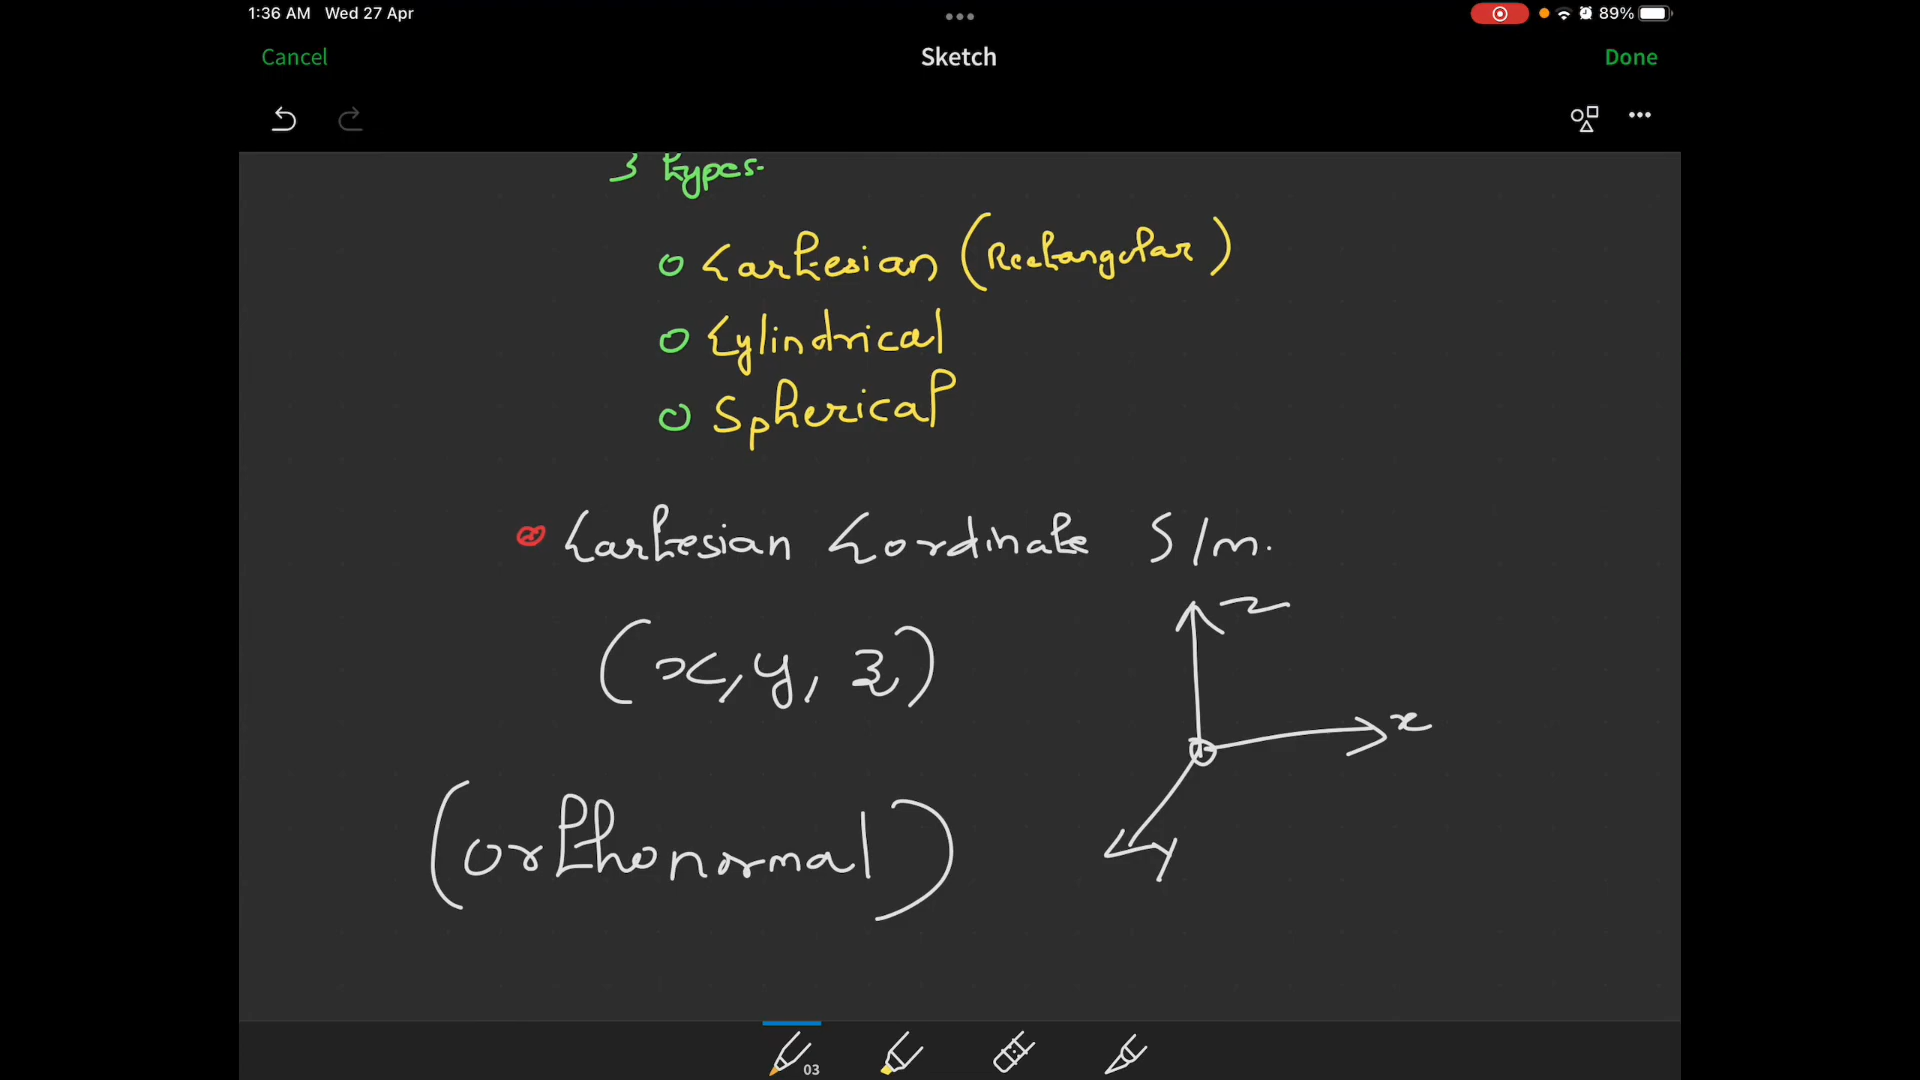 1:36 AM Wed 27 Apr
89%
Cancel
Sketch
Done
3 types-
Cartesian (Rectangular)
Cylindrical
Spherical
Cartesian Cordinate S/m.
z
(x, y, z)
x
(orthonormal)
y
03